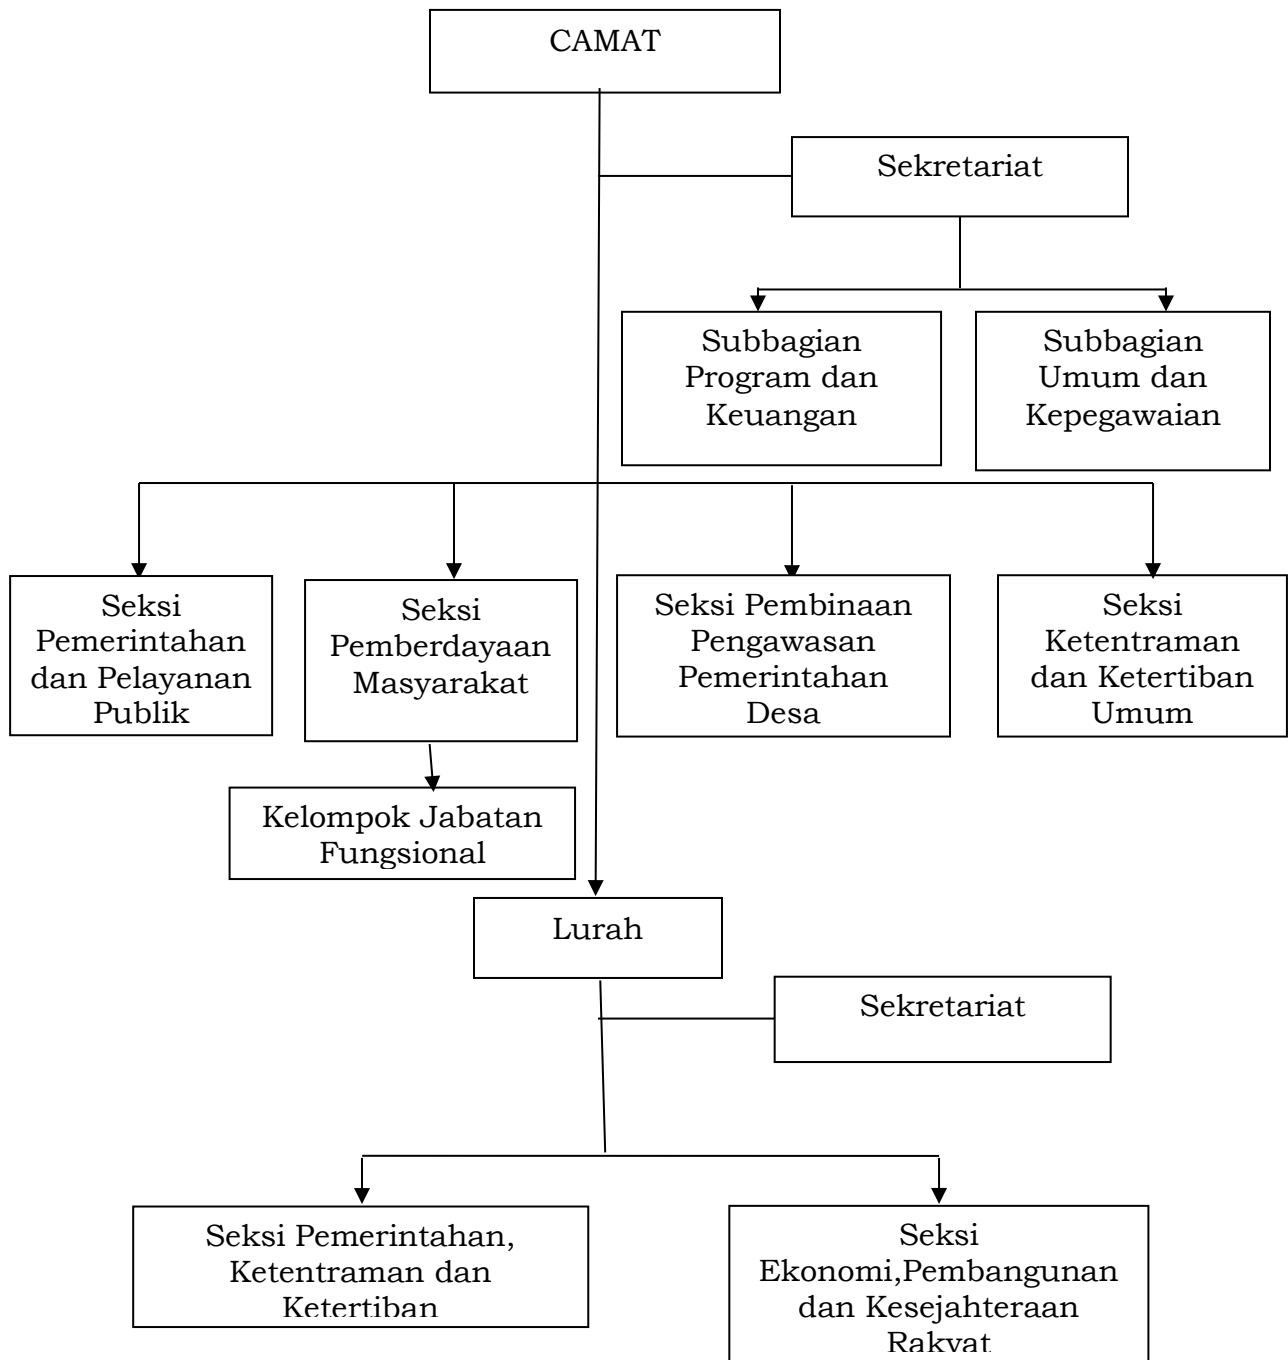 CAMAT
Sekretariat
Subbagian
Program dan
Keuangan
Subbagian
Umum dan
Kepegawaian
Seksi
Pemerintahan
dan Pelayanan
Publik
Seksi
Pemberdayaan
Masyarakat
Seksi Pembinaan
Pengawasan
Pemerintahan
Desa
Seksi
Ketentraman
dan Ketertiban
Umum
Kelompok Jabatan
Fungsional
Lurah
Sekretariat
Seksi Pemerintahan,
Ketentraman dan
Ketertiban
Seksi
Ekonomi,Pembangunan
dan Kesejahteraan
Rakyat